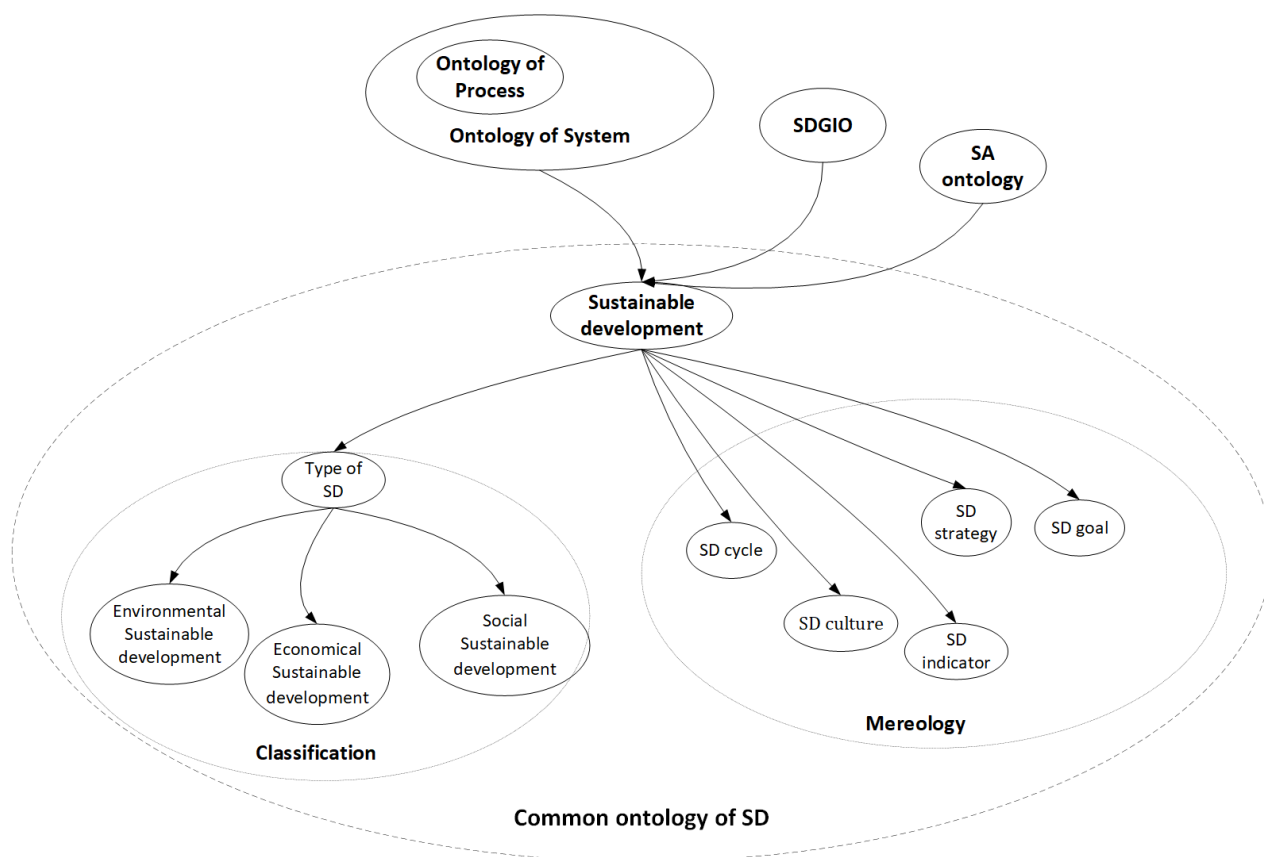 Ontology of
Process
Ontology of System
SDGIO
SA
ontology
Sustainable
development
Type of
SD
SD
strategy
SD goal
SD cycle
Environmental
Sustainable
development
Economical
Sustainable
development
Social
Sustainable
development
SD culture
SD
indicator
Mereology
Classification
Common ontology of SD